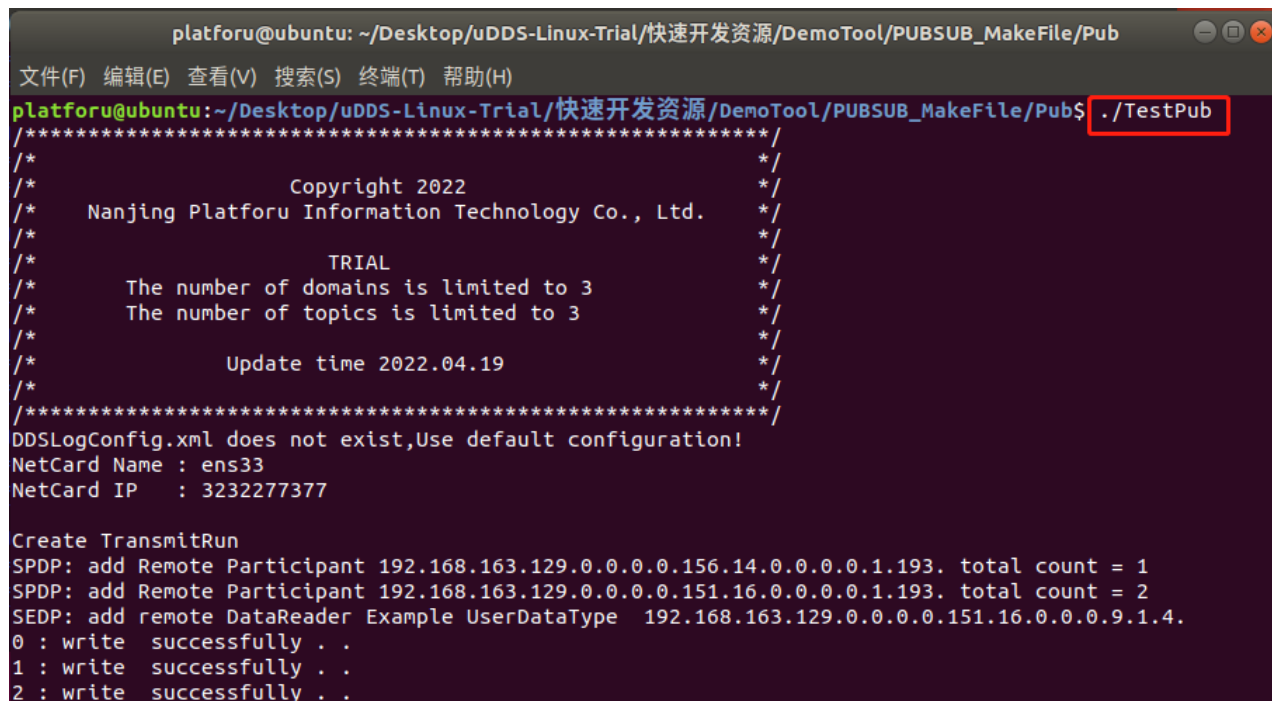 platforu@ubuntu: ~/Desktop/uDDS-Linux-Trial/快速开发资源/DemoTool/PUBSUB_MakeFile/Pub
文件(F) 编辑(E) 查看(V) 搜索(S) 终端(T) 帮助(H)
platforu@ubuntu:~/Desktop/uDDS-Linux-Trial/快速开发资源/DemoTool/PUBSUB_MakeFile/Pub$ ./TestPub
/***********************************************************/
/*                                                         */
/*                    Copyright 2022                       */
/*    Nanjing Platforu Information Technology Co., Ltd.    */
/*                                                         */
/*                       TRIAL                             */
/*       The number of domains is limited to 3             */
/*       The number of topics is limited to 3              */
/*                                                         */
/*               Update time 2022.04.19                    */
/*                                                         */
/***********************************************************/
DDSLogConfig.xml does not exist,Use default configuration!
NetCard Name : ens33
NetCard IP   : 3232277377
Create TransmitRun
SPDP: add Remote Participant 192.168.163.129.0.0.0.0.156.14.0.0.0.0.1.193. total count = 1
SPDP: add Remote Participant 192.168.163.129.0.0.0.0.151.16.0.0.0.0.1.193. total count = 2
SEDP: add remote DataReader Example UserDataType  192.168.163.129.0.0.0.0.151.16.0.0.0.9.1.4.
0 : write  successfully . .
1 : write  successfully . .
2 : write  successfully . .